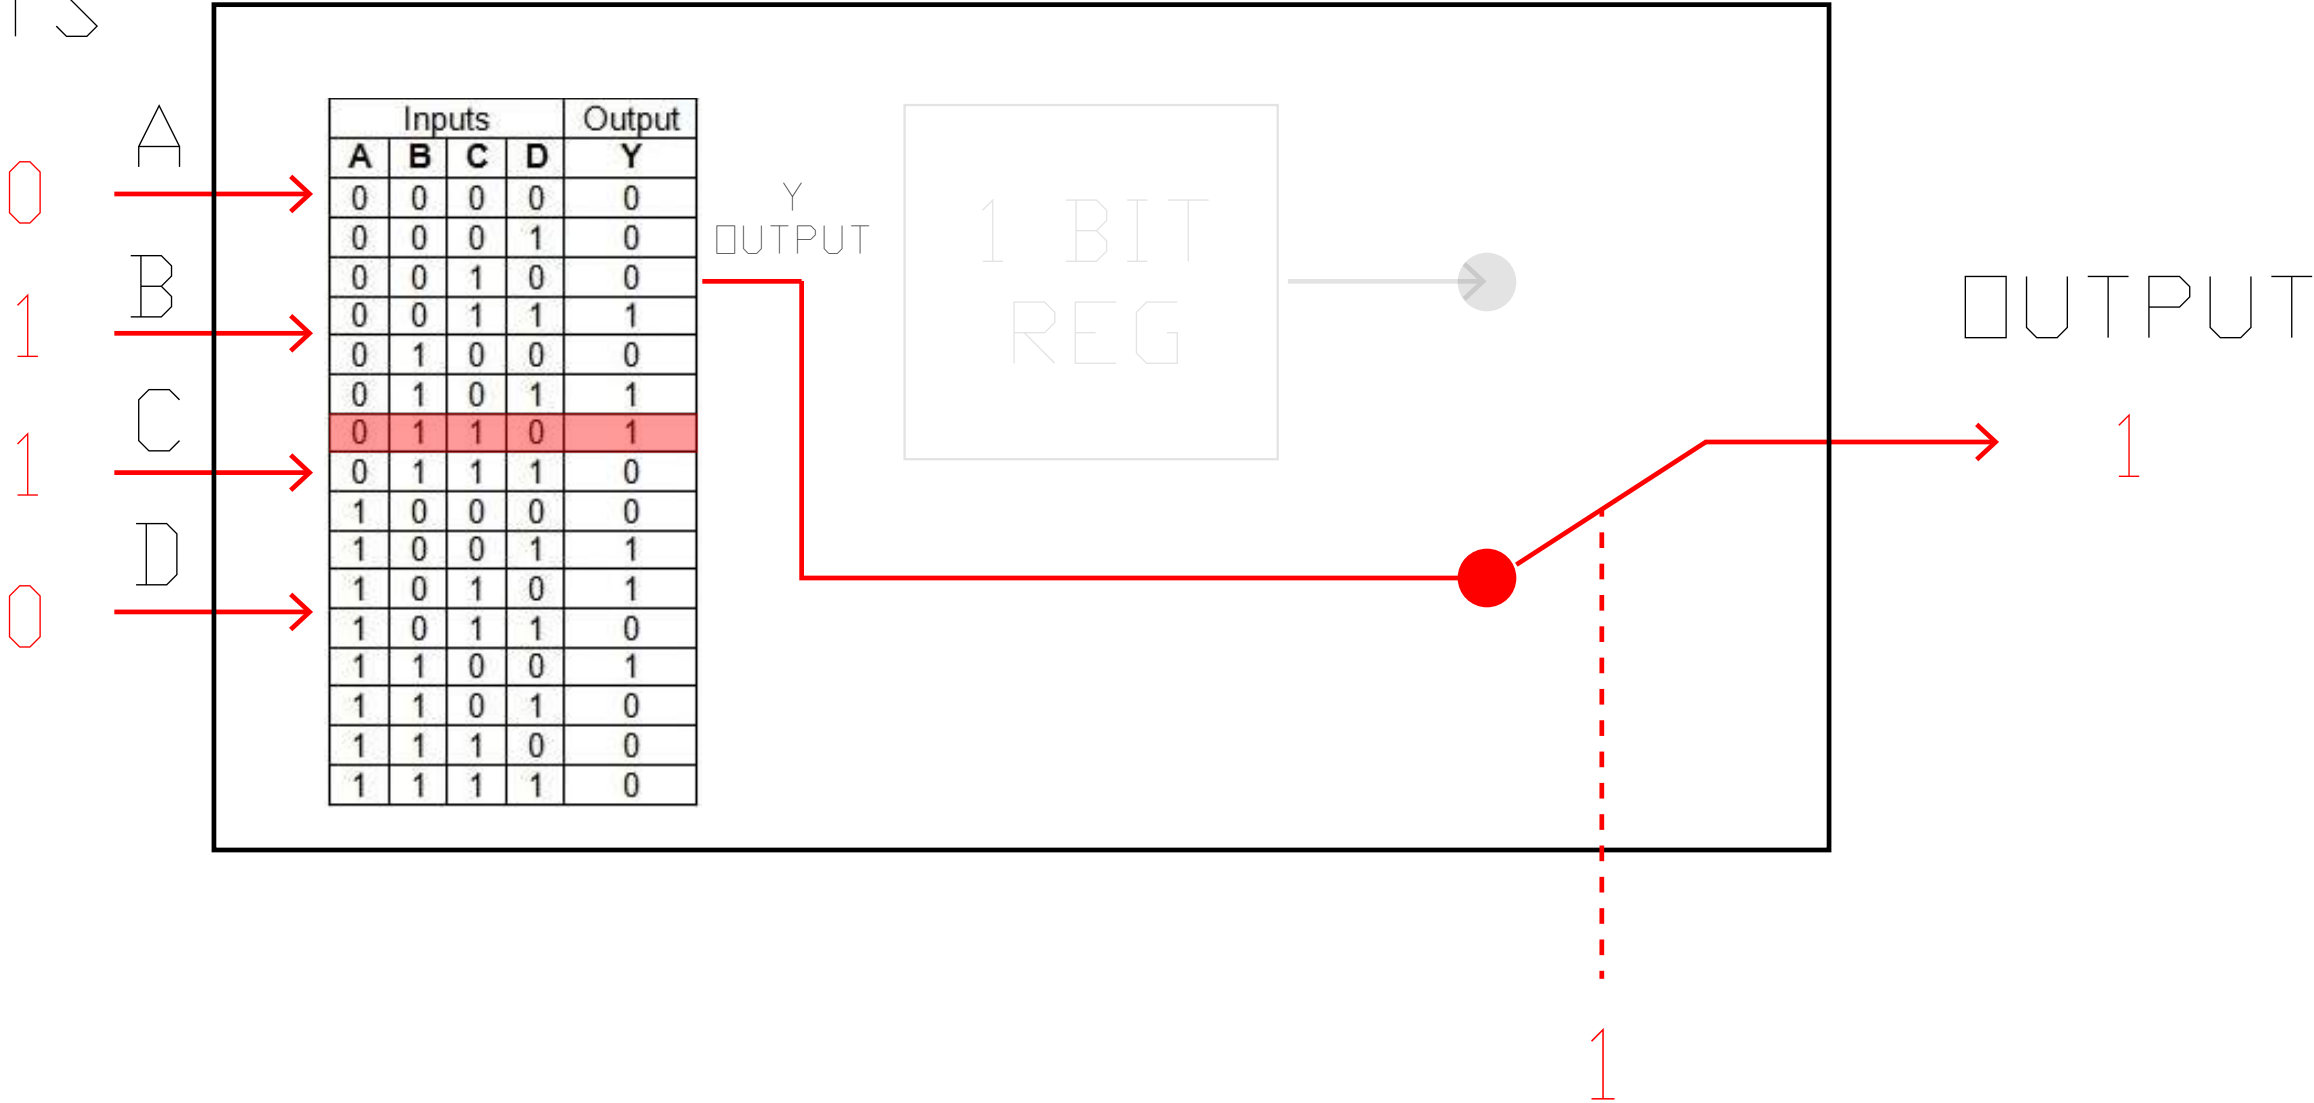 TS
A
0
B
1
C
1
D
0
Inputs Output
A B C D Y
0 0 0 0 0
0 0 0 1 0
0 0 1 0 0
0 0 1 1 1
0 1 0 0 0
0 1 0 1 1
0 1 1 0 1
0 1 1 1 0
1 0 0 0 0
1 0 0 1 1
1 0 1 0 1
1 0 1 1 0
1 1 0 0 1
1 1 0 1 0
1 1 1 0 0
1 1 1 1 0
Y
OUTPUT
1 BIT
REG
OUTPUT
1
1